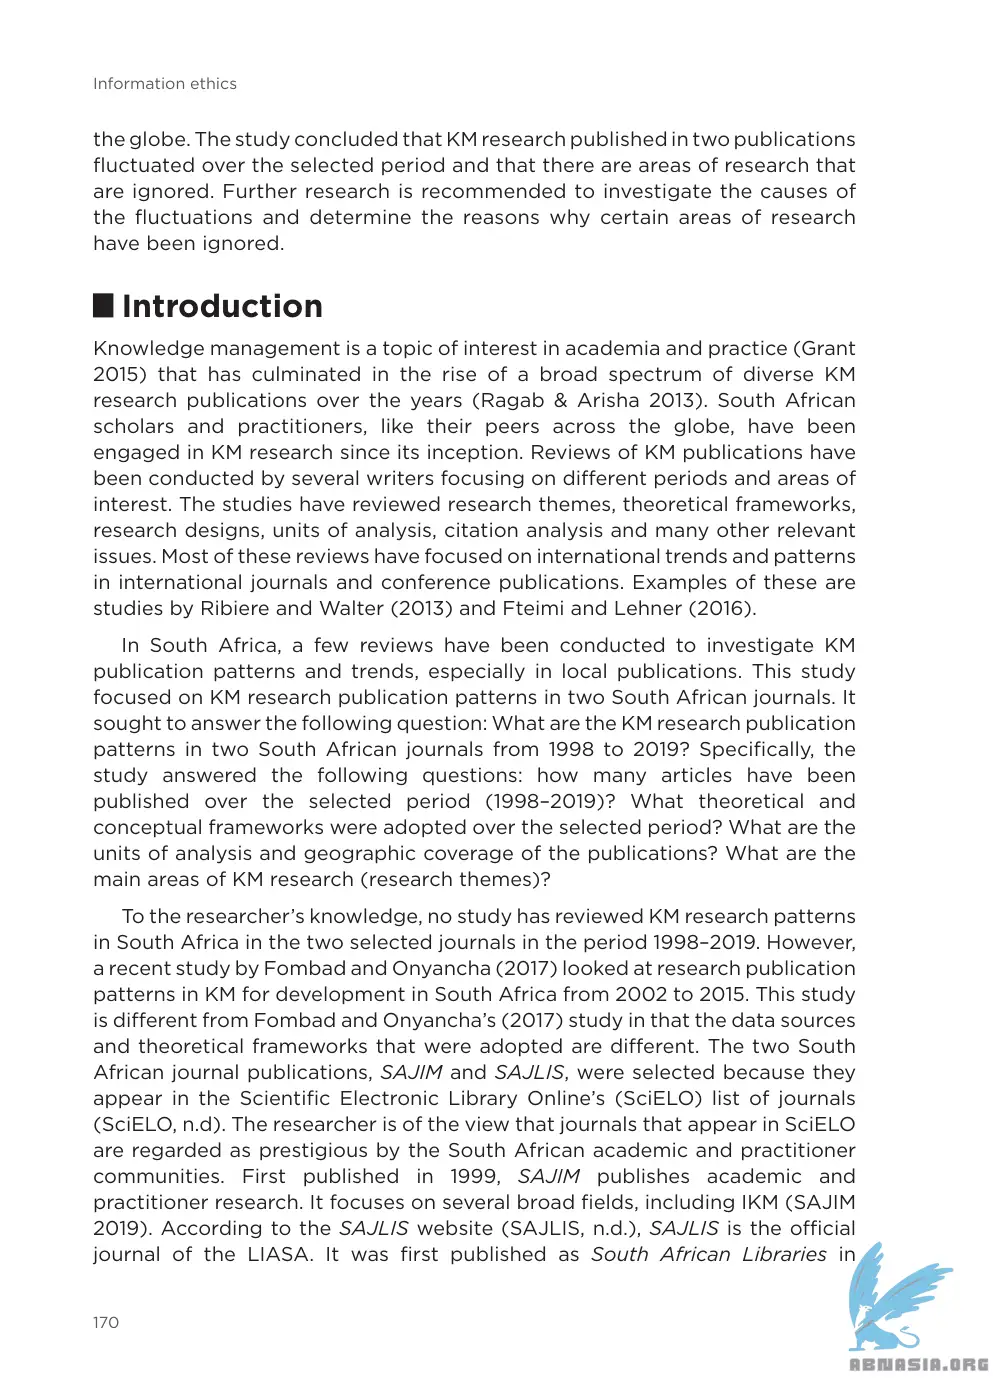 Information ethics
the globe. The study concluded that KM research published in two publications
fluctuated over the selected period and that there are areas of research that
are ignored. Further research is recommended to investigate the causes of
the fluctuations and determine the reasons why certain areas of research
have been ignored.
Introduction
Knowledge management is a topic of interest in academia and practice (Grant
2015) that has culminated in the rise of a broad spectrum of diverse KM
research publications over the years (Ragab & Arisha 2013). South African
scholars and practitioners, like their peers across the globe, have been
engaged in KM research since its inception. Reviews of KM publications have
been conducted by several writers focusing on different periods and areas of
interest. The studies have reviewed research themes, theoretical frameworks,
research designs, units of analysis, citation analysis and many other relevant
issues. Most of these reviews have focused on international trends and patterns
in international journals and conference publications. Examples of these are
studies by Ribiere and Walter (2013) and Fteimi and Lehner (2016).
In South Africa, a few reviews have been conducted to investigate KM
publication patterns and trends, especially in local publications. This study
focused on KM research publication patterns in two South African journals. It
sought to answer the following question: What are the KM research publication
patterns in two South African journals from 1998 to 2019? Specifically, the
study answered the following questions: how many articles have been
published over the selected period (1998–2019)? What theoretical and
conceptual frameworks were adopted over the selected period? What are the
units of analysis and geographic coverage of the publications? What are the
main areas of KM research (research themes)?
To the researcher’s knowledge, no study has reviewed KM research patterns
in South Africa in the two selected journals in the period 1998–2019. However,
a recent study by Fombad and Onyancha (2017) looked at research publication
patterns in KM for development in South Africa from 2002 to 2015. This study
is different from Fombad and Onyancha’s (2017) study in that the data sources
and theoretical frameworks that were adopted are different. The two South
African journal publications, SAJIM and SAJLIS, were selected because they
appear in the Scientific Electronic Library Online’s (SciELO) list of journals
(SciELO, n.d). The researcher is of the view that journals that appear in SciELO
are regarded as prestigious by the South African academic and practitioner
communities. First published in 1999, SAJIM publishes academic and
practitioner research. It focuses on several broad fields, including IKM (SAJIM
2019). According to the SAJLIS website (SAJLIS, n.d.), SAJLIS is the official
journal of the LIASA. It was first published as South African Libraries in
170
ABNASIA.ORG